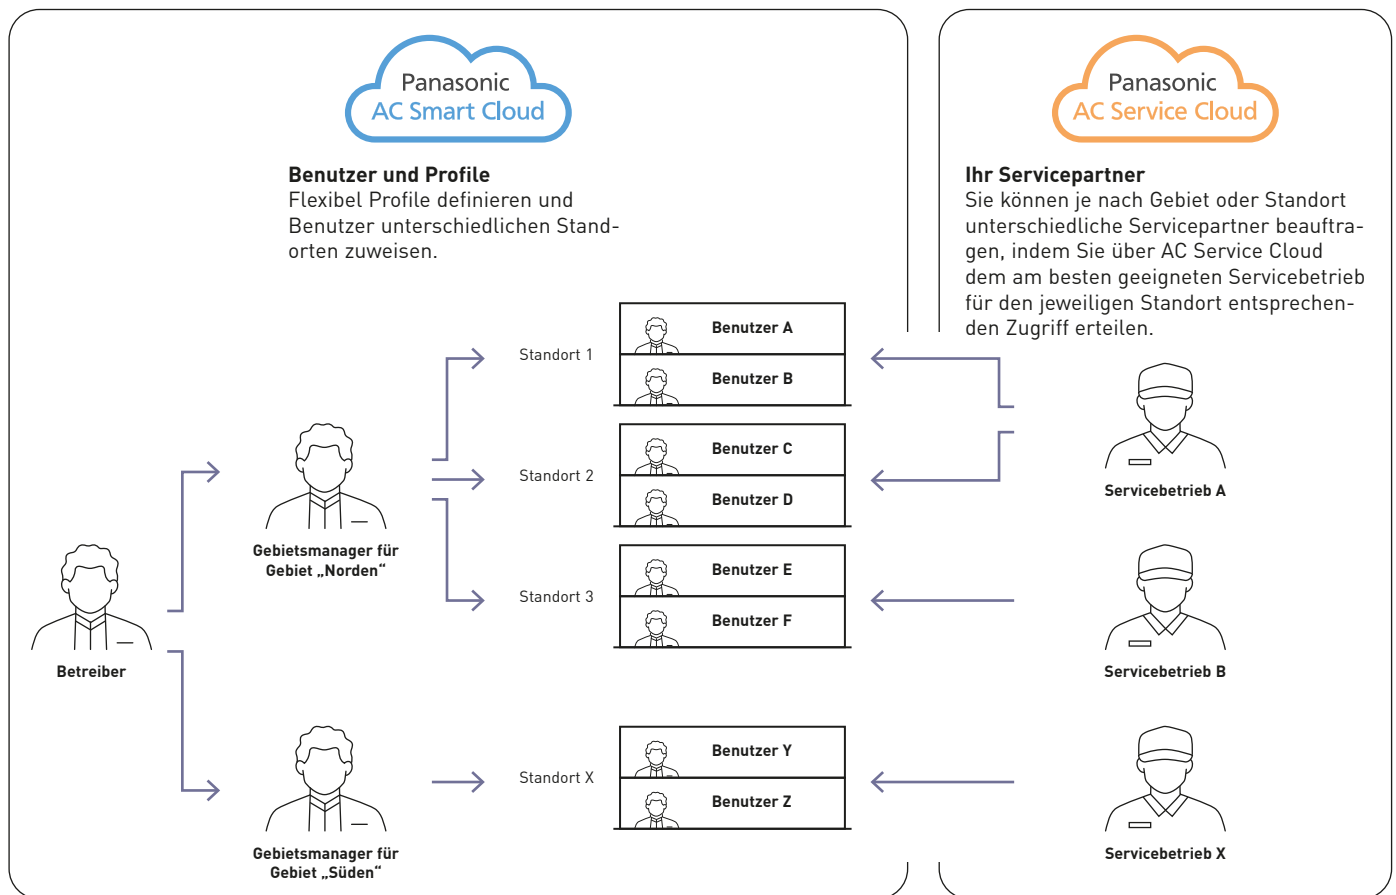 Panasonic
AC Smart Cloud
Benutzer und Profile
Flexibel Profile definieren und
Benutzer unterschiedlichen Stand-
orten zuweisen.
Panasonic
AC Service Cloud
Ihr Servicepartner
Sie können je nach Gebiet oder Standort
unterschiedliche Servicepartner beauftra-
gen, indem Sie über AC Service Cloud
dem am besten geeigneten Servicebetrieb
für den jeweiligen Standort entsprechen-
den Zugriff erteilen.
Betreiber
Gebietsmanager für
Gebiet „Norden“
Gebietsmanager für
Gebiet „Süden“
Standort 1
Benutzer A
Benutzer B
Standort 2
Benutzer C
Benutzer D
Standort 3
Benutzer E
Benutzer F
Standort X
Benutzer Y
Benutzer Z
Servicebetrieb A
Servicebetrieb B
Servicebetrieb X